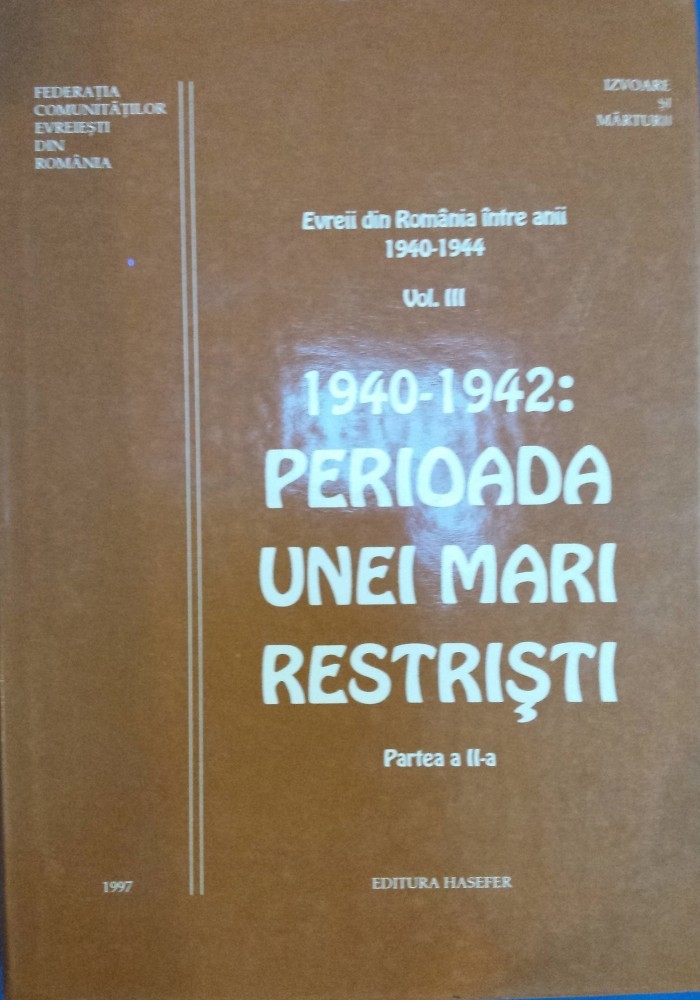 FEDERAȚIA
COMUNITĂȚILOR
EVREIEȘTI
DIN
ROMÂNIA
IZVOARE
ȘI
MĂRTURII
Evreii din România între anii
1940-1944
Vol. III
1940-1942:
PERIOADA
UNEI MARI
RESTRIȘTI
Partea a II-a
1997
EDITURA HASEFER